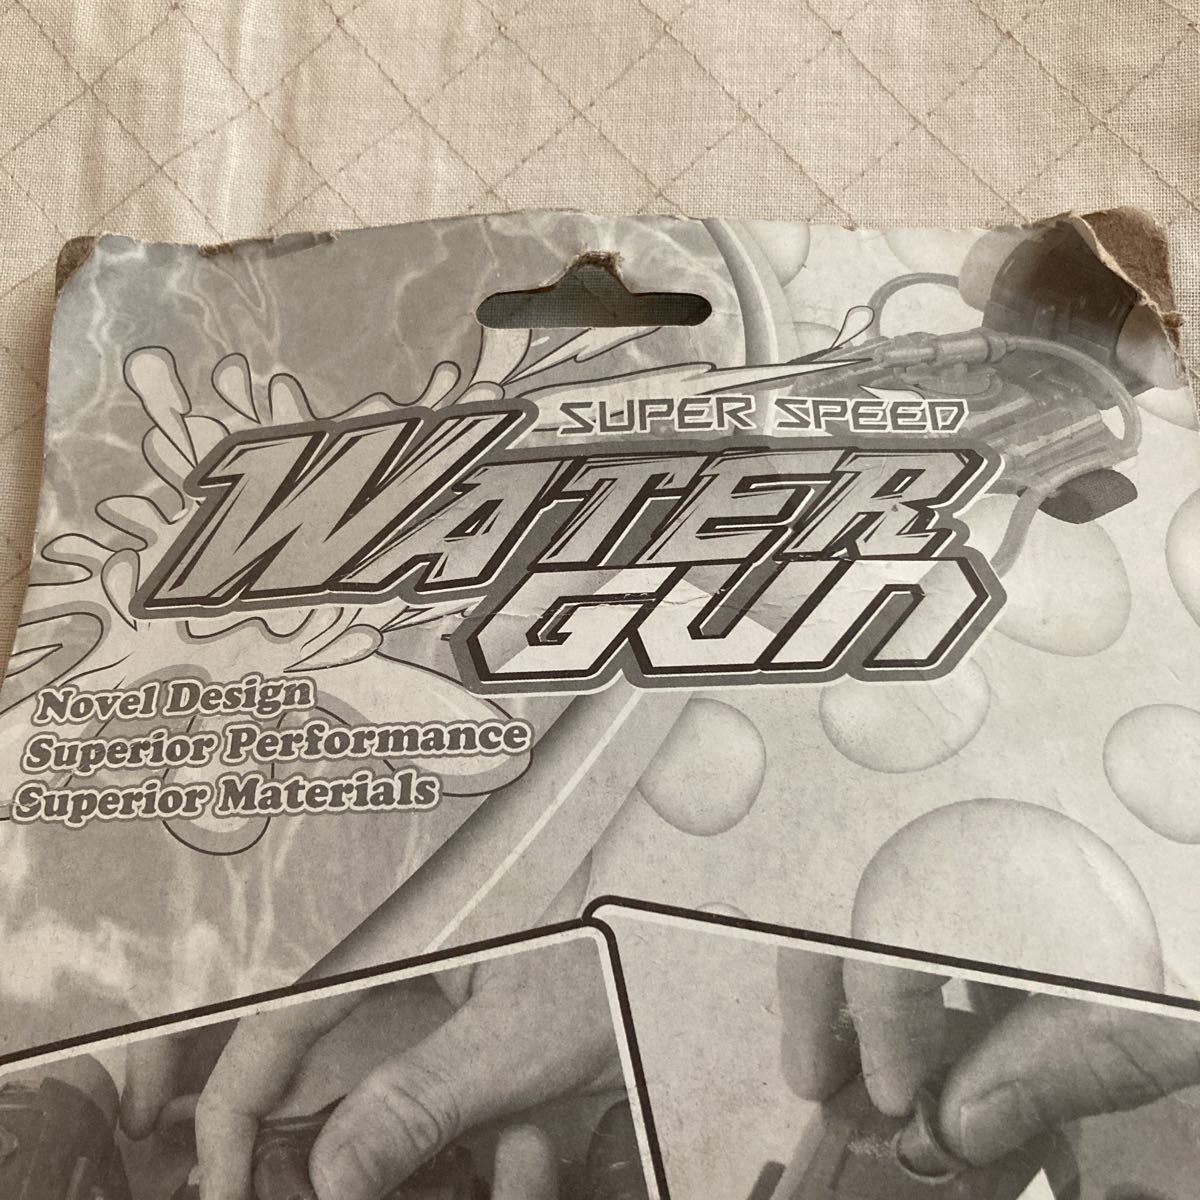 SUPER SPEED
WATER
GUN
Novel Design
Superior Performance
Superior Materials